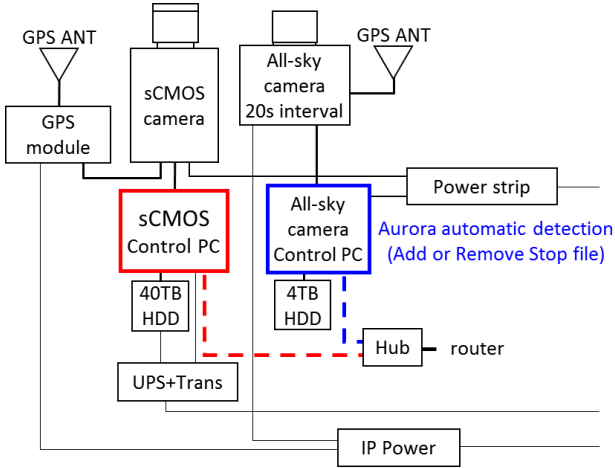 GPS ANT
GPS ANT
sCMOS
camera
All-sky
camera
20s interval
GPS
module
Power strip
sCMOS
Control PC
All-sky
camera
Control PC
Aurora automatic detection
(Add or Remove Stop file)
40TB
HDD
4TB
HDD
Hub
router
UPS+Trans
IP Power